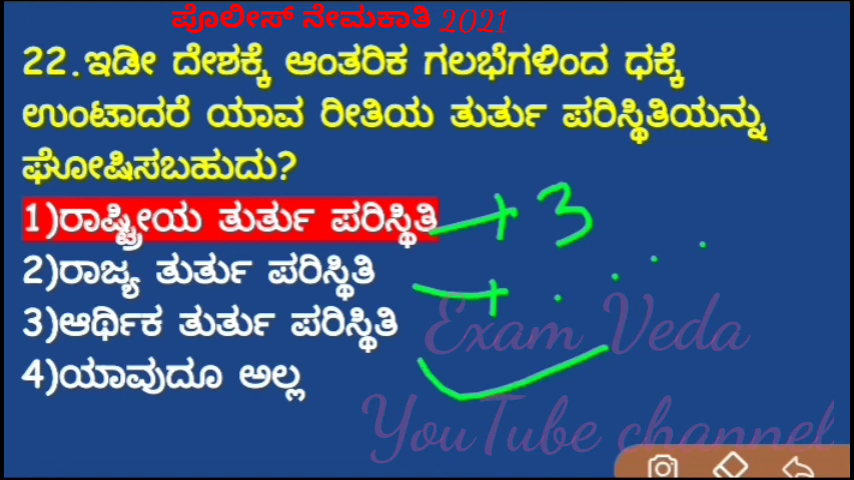 ಪೊಲೀಸ್ ನೇಮಕಾತಿ 2021
22.ಇಡೀ ದೇಶಕ್ಕೆ ಆಂತರಿಕ ಗಲಭೆಗಳಿಂದ ಧಕ್ಕೆ
ಉಂಟಾದರೆ ಯಾವ ರೀತಿಯ ತುರ್ತು ಪರಿಸ್ಥಿತಿಯನ್ನು
ಘೋಷಿಸಬಹುದು?
1)ರಾಷ್ಟ್ರೀಯ ತುರ್ತು ಪರಿಸ್ಥಿತಿ 3
2)ರಾಜ್ಯ ತುರ್ತು ಪರಿಸ್ಥಿತಿ
3)ಆರ್ಥಿಕ ತುರ್ತು ಪರಿಸ್ಥಿತಿ
4)ಯಾವುದೂ ಅಲ್ಲ
Exam Veda
YouTube channel